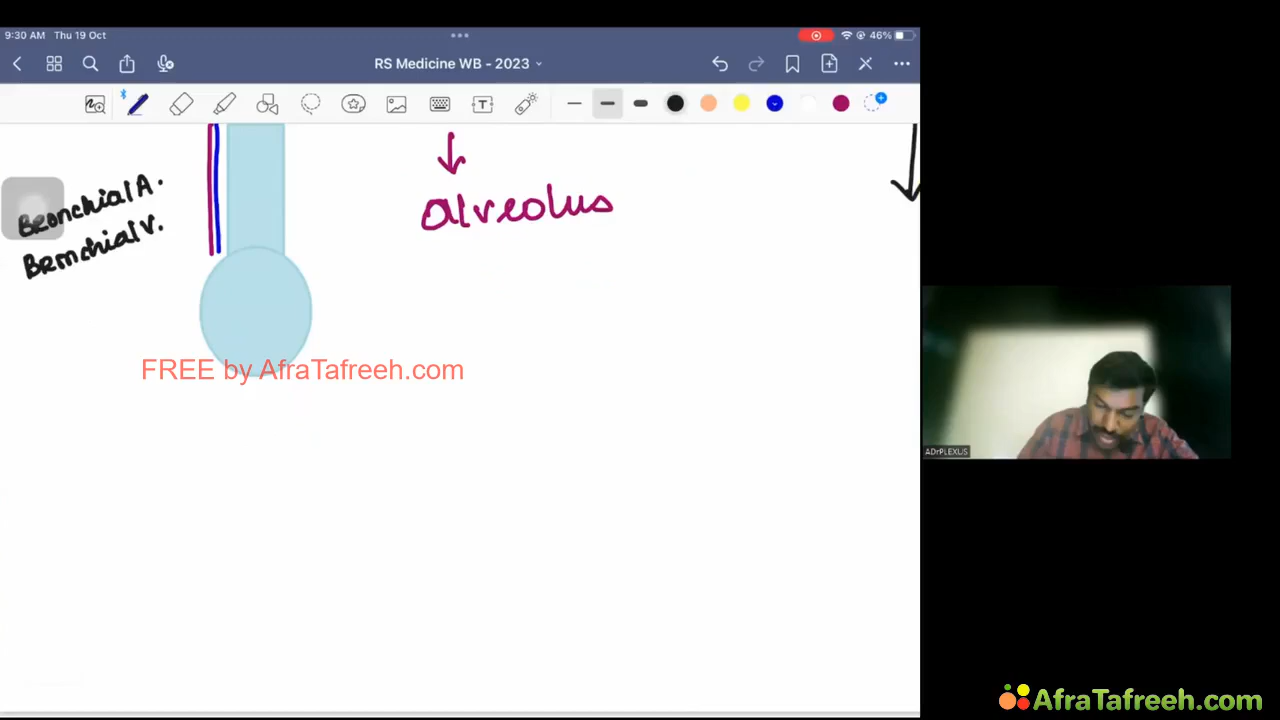 9:30 AM Thu 19 Oct
46%
RS Medicine WB - 2023
Bronchial A.
Bronchial V.
alveolus
FREE by AfraTafreeh.com
ADrPLEXUS
AfraTafreeh.com